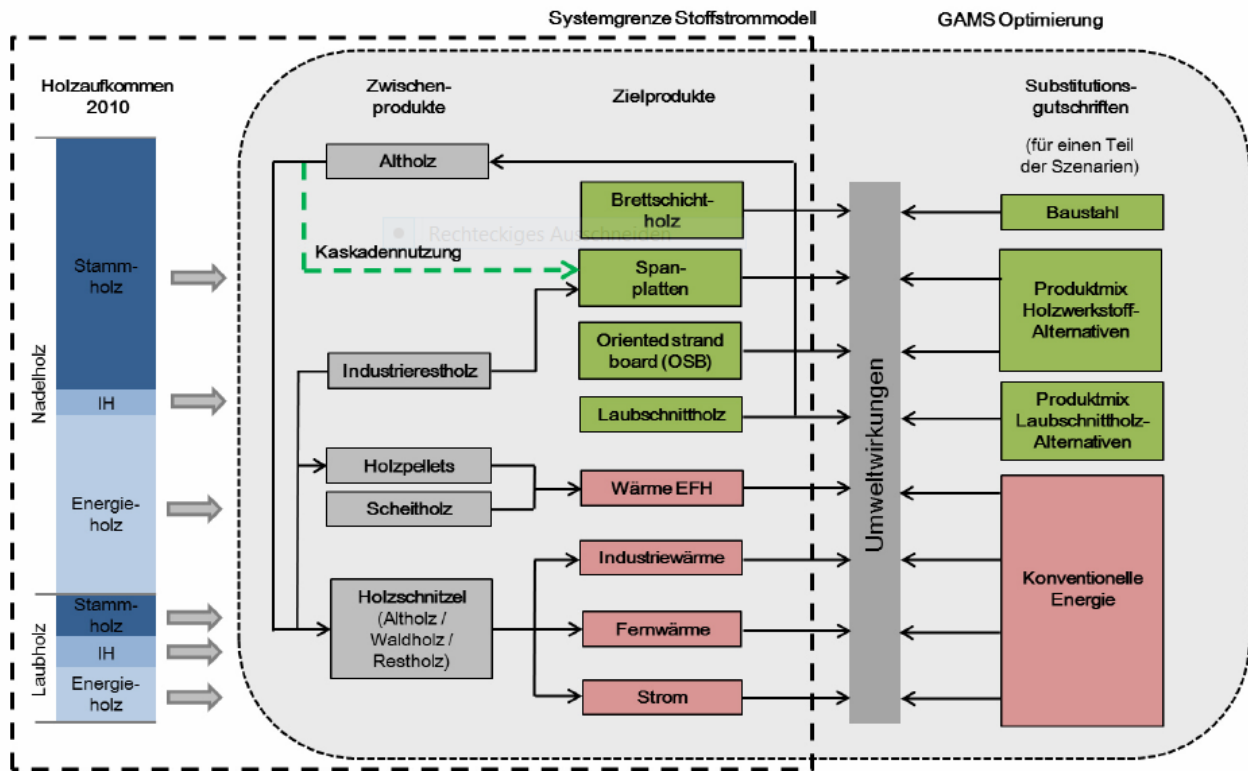 Systemgrenze Stoffstrommodell
GAMS Optimierung
Holzaufkommen
2010
Zwischen-
produkte
Zielprodukte
Substitutions-
gutschriften
(für einen Teil
der Szenarien)
Nadelholz
Stamm-
holz
IH
Energie-
holz
Laubholz
Stamm-
holz
IH
Energie-
holz
Altholz
Kaskadennutzung
Industrierestholz
Holzpellets
Scheitholz
Holzschnitzel
(Altholz /
Waldholz /
Restholz)
Brettschicht-
holz
Rechteckiges Ausschneiden
Span-
platten
Oriented strand
board (OSB)
Laubschnittholz
Wärme EFH
Industriewärme
Fernwärme
Strom
Umweltwirkungen
Baustahl
Produktmix
Holzwerkstoff-
Alternativen
Produktmix
Laubschnittholz-
Alternativen
Konventionelle
Energie